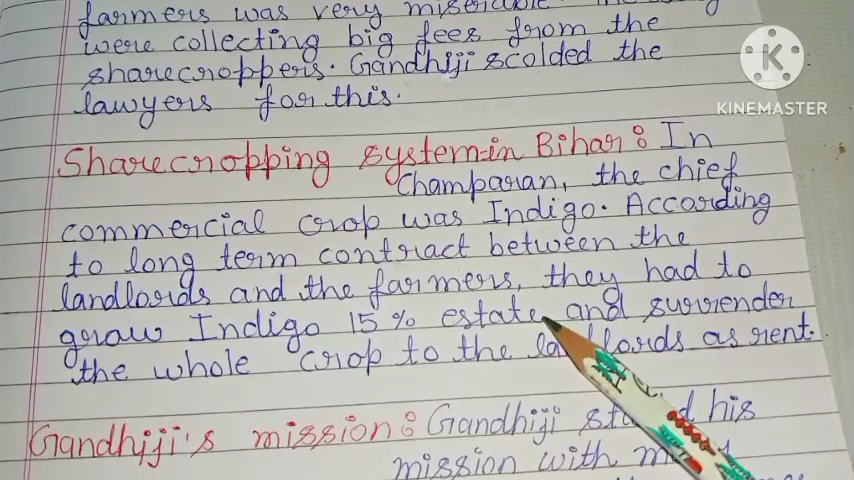 farmers was very miserable.
were collecting big fees from the
sharecroppers. Gandhiji scolded the
lawyers for this.
KINEMASTER
Sharecropping system in Bihar: In
Champaran, the chief
commercial crop was Indigo. According
to long term contract between the
landlords and the farmers, they had to
grow Indigo 15% estate and surrender
the whole crop to the landlords as rent.
Gandhiji's mission: Gandhiji his
mission with